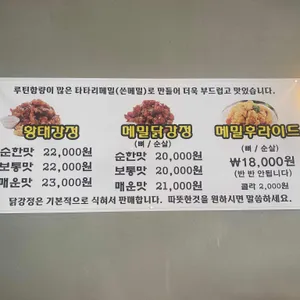 루틴함량이 많은 타타리메밀(쓴메밀)로 만들어 더욱 부드럽고 맛있습니다.
왕태강정 메밀닭강정 메밀후라이드
(뼈 / 순살) (뼈 / 순살)
순한맛 22,000원 순한맛 20,000원 ₩18,000원
보통맛 22,000원 보통맛 20,000원 (반 반 안됩니다)
매운맛 23,000원 매운맛 21,000원 콜라 2,000원
닭강정은 기본적으로 식혀서 판매합니다. 따뜻한것을 원하시면 말씀하세요.